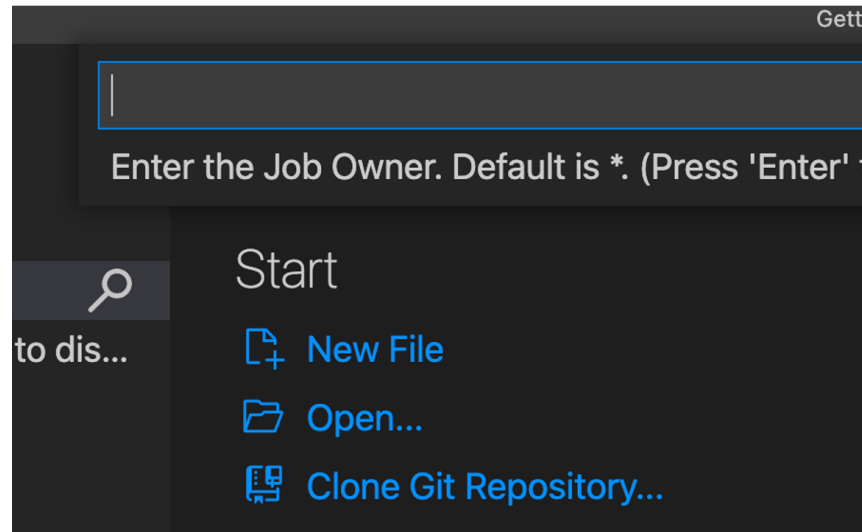 Gett
Enter the Job Owner. Default is *. (Press 'Enter'
Start
to dis...
New File
Open...
Clone Git Repository...